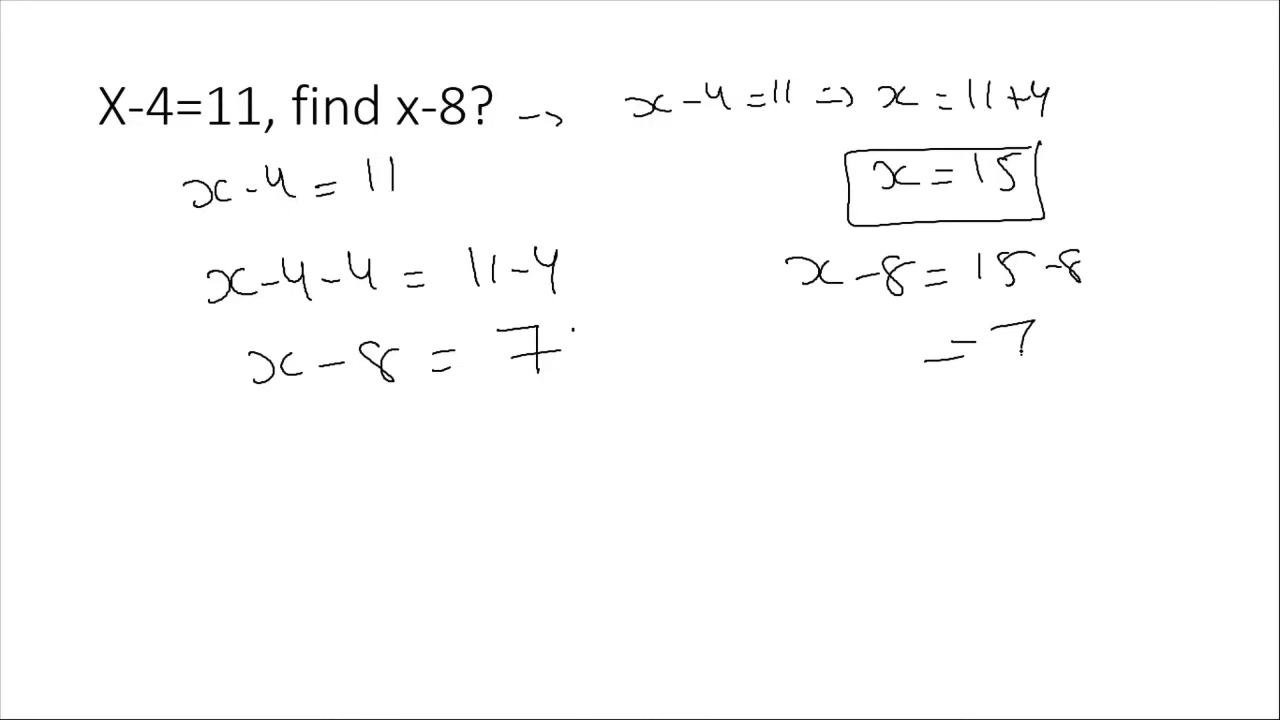 X-4=11, find x-8? → x-4=11 ⇒ x=11+4
x-4=11
x=15
x-4-4=11-4
x-8=15-8
x-8=7
=7